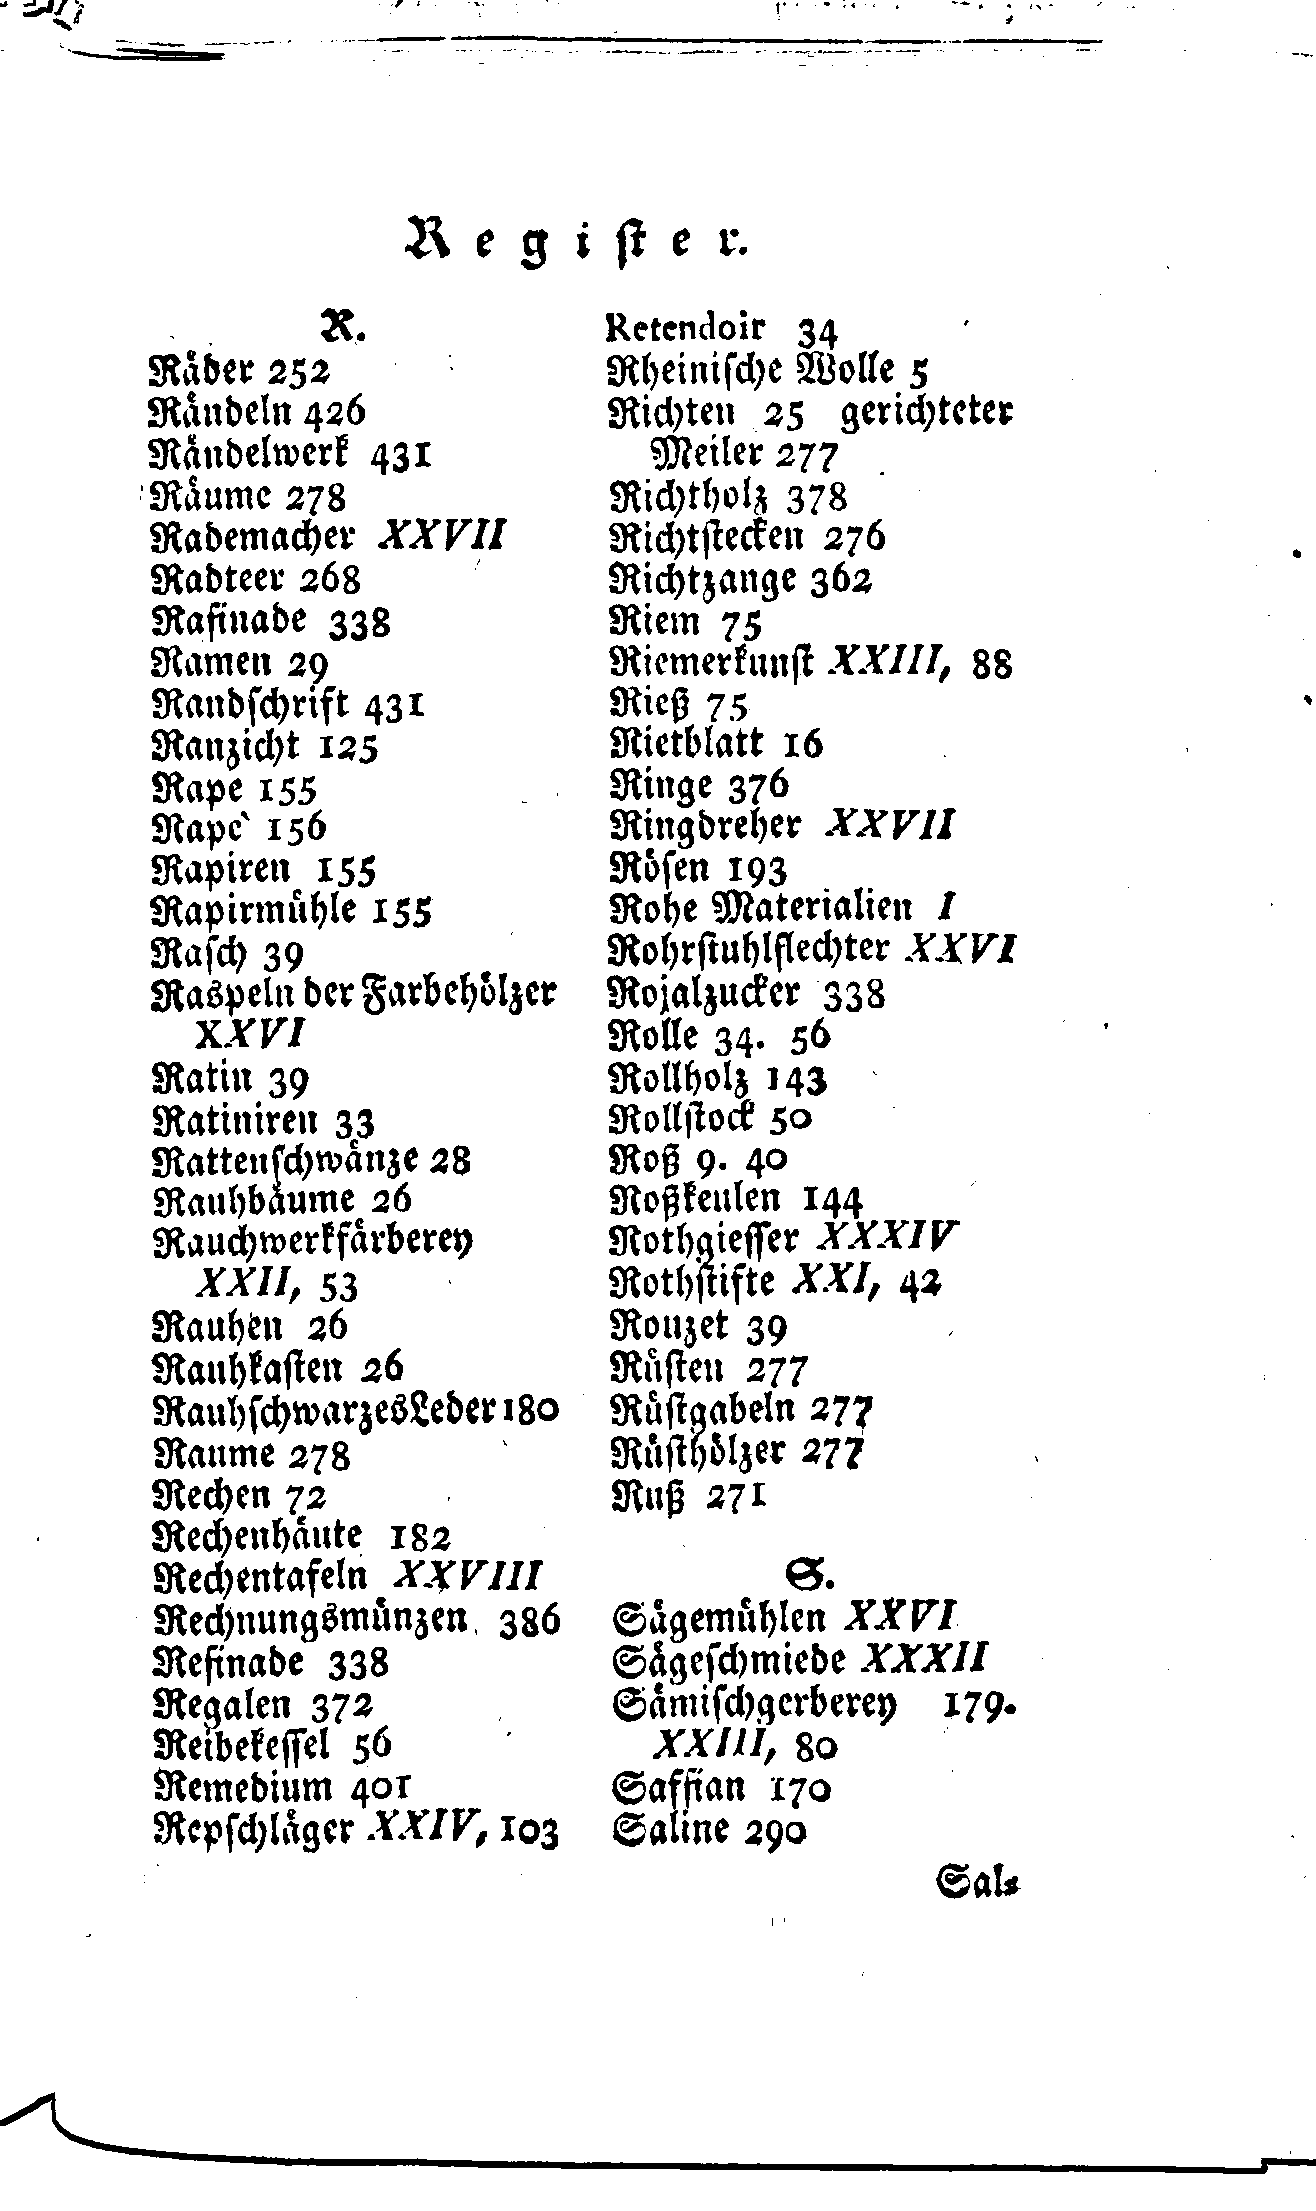 Register.
R.
Räder 252
Rändeln 426
Rändelwerk 431
Räume 278
Rademacher XXVII
Radteer 268
Rafinade 338
Ramen 29
Randschrift 431
Ranzicht 125
Rape 155
Rape` 156
Rapiren 155
Rapirmühle 155
Rasch 39
Raspeln der Farbehölzer
XXVI
Ratin 39
Ratiniren 33
Rattenschwänze 28
Rauhbäume 26
Rauchwerkfärberey
XXII, 53
Rauhen 26
Rauhkasten 26
Rauhschwarzes Leder 180
Raume 278
Rechen 72
Rechenhäute 182
Rechentafeln XXVIII
Rechnungsmünzen 386
Refinade 338
Regalen 372
Reibekessel 56
Remedium 401
Repschläger XXIV, 103
Retendoir 34
Rheinische Wolle 5
Richten 25 gerichteter
Meiler 277
Richtholz 378
Richtstecken 276
Richtzange 362
Riem 75
Riemerkunst XXIII, 88
Rieß 75
Rietblatt 16
Ringe 376
Ringdreher XXVII
Rösen 193
Rohe Materialien I
Rohrstuhlflechter XXVI
Rojalzucker 338
Rolle 34. 56
Rollholz 143
Rollstock 50
Roß 9. 40
Roßkeulen 144
Rothgiesser XXXIV
Rothstifte XXI, 42
Rouzet 39
Rüsten 277
Rüstgabeln 277
Rüsthölzer 277
Ruß 271
S.
Sägemühlen XXVI
Sägeschmiede XXXII
Sämischgerberey 179.
XXIII, 80
Saffian 170
Saline 290
Sal⸗